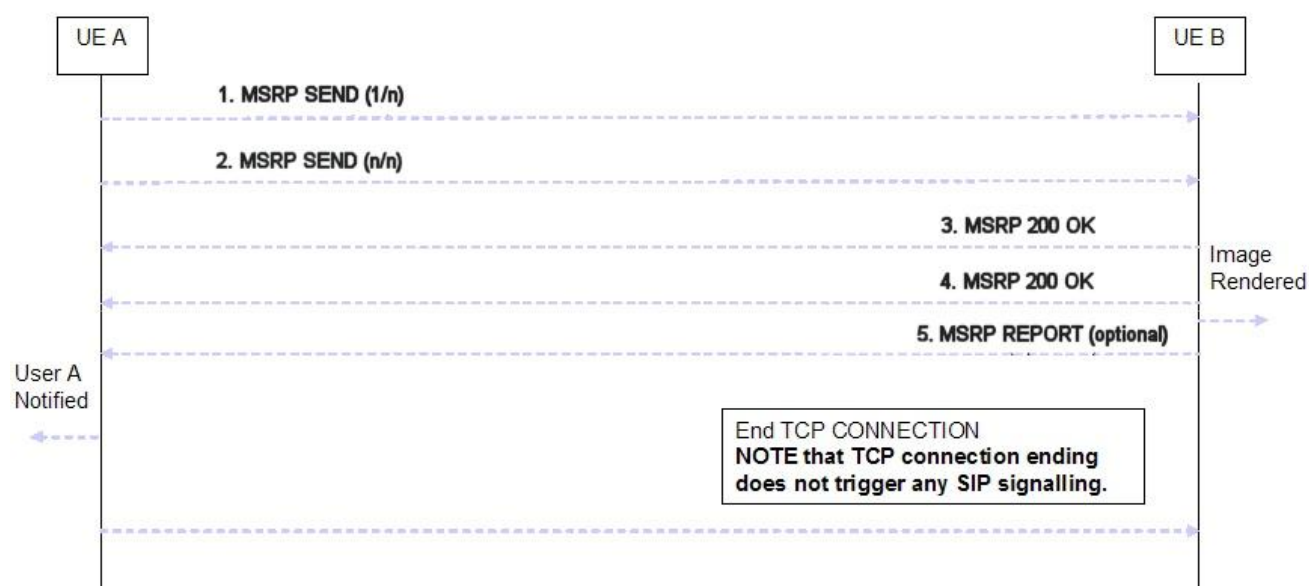 UE A
UE B
1. MSRP SEND (1/n)
2. MSRP SEND (n/n)
3. MSRP 200 OK
Image
Rendered
4. MSRP 200 OK
5. MSRP REPORT (optional)
User A
Notified
End TCP CONNECTION
NOTE that TCP connection ending
does not trigger any SIP signalling.